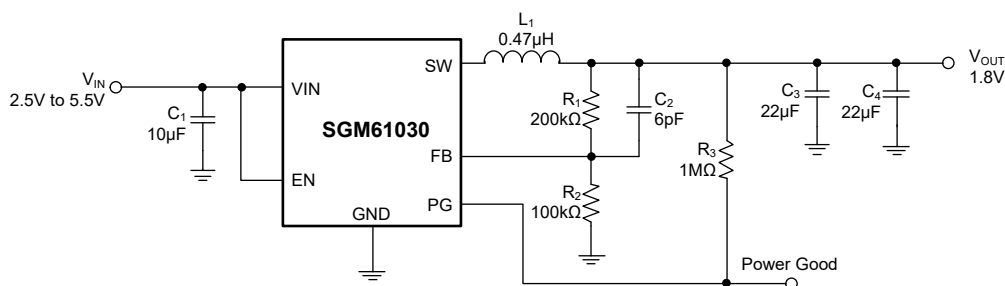 V_IN
2.5V to 5.5V
C1
10µF
VIN
EN
SGM61030
GND
SW
FB
PG
L1
0.47µH
R1
200kΩ
C2
6pF
R2
100kΩ
R3
1MΩ
C3
22µF
C4
22µF
VOUT
1.8V
Power Good